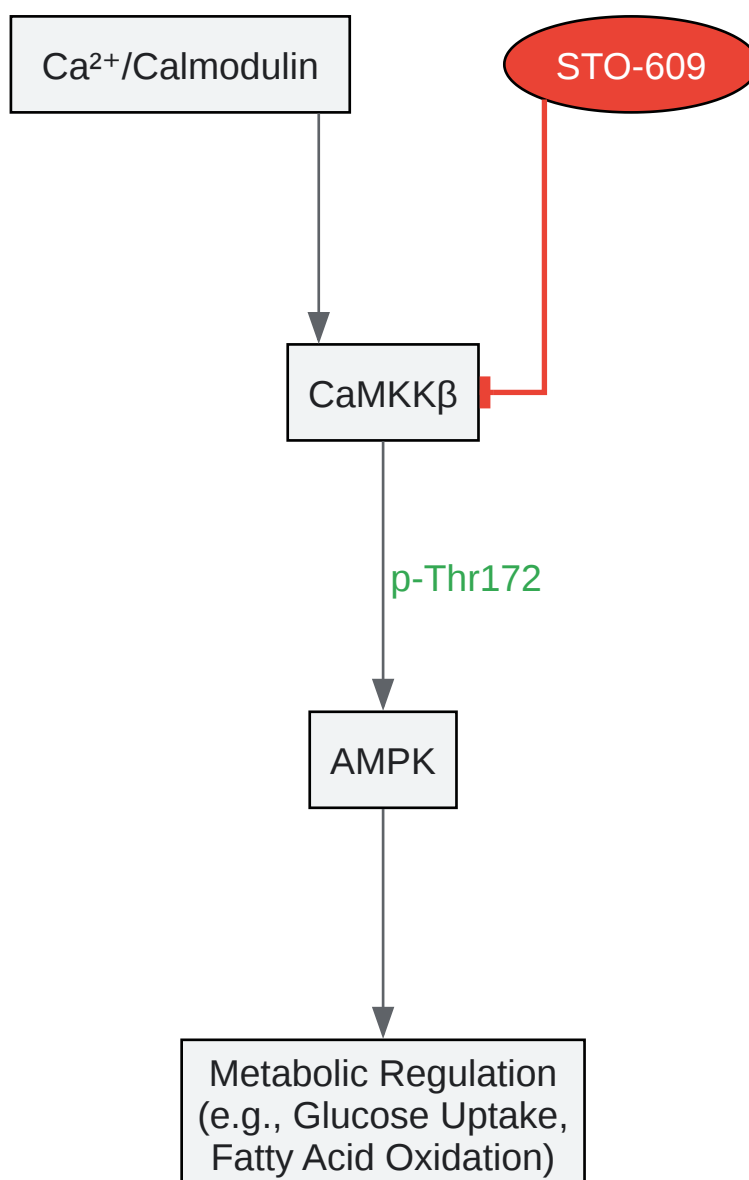 Ca²⁺/Calmodulin
STO-609
CaMKKβ
p-Thr172
AMPK
Metabolic Regulation
(e.g., Glucose Uptake,
Fatty Acid Oxidation)